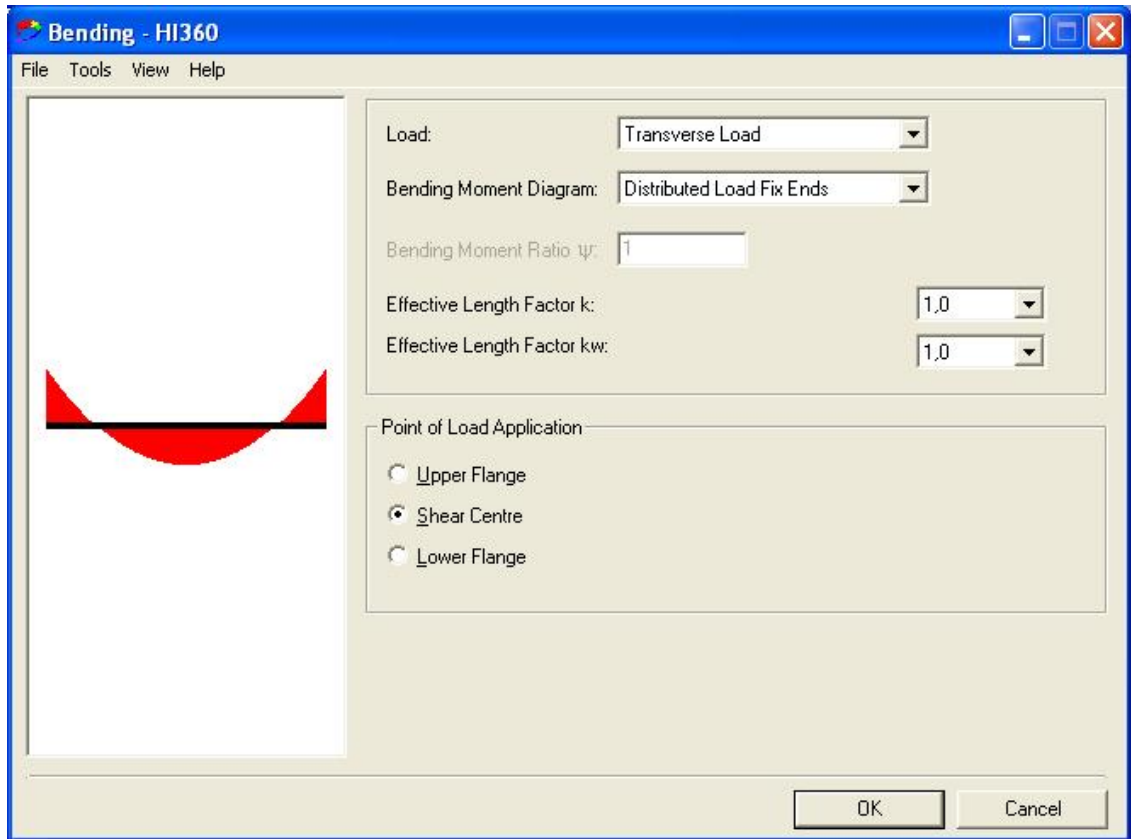 Bending - HI360
File Tools View Help
Load: Transverse Load
Bending Moment Diagram: Distributed Load Fix Ends
Bending Moment Ratio ψ: 1
Effective Length Factor k: 1,0
Effective Length Factor kw: 1,0
Point of Load Application
Upper Flange
Shear Centre
Lower Flange
OK Cancel